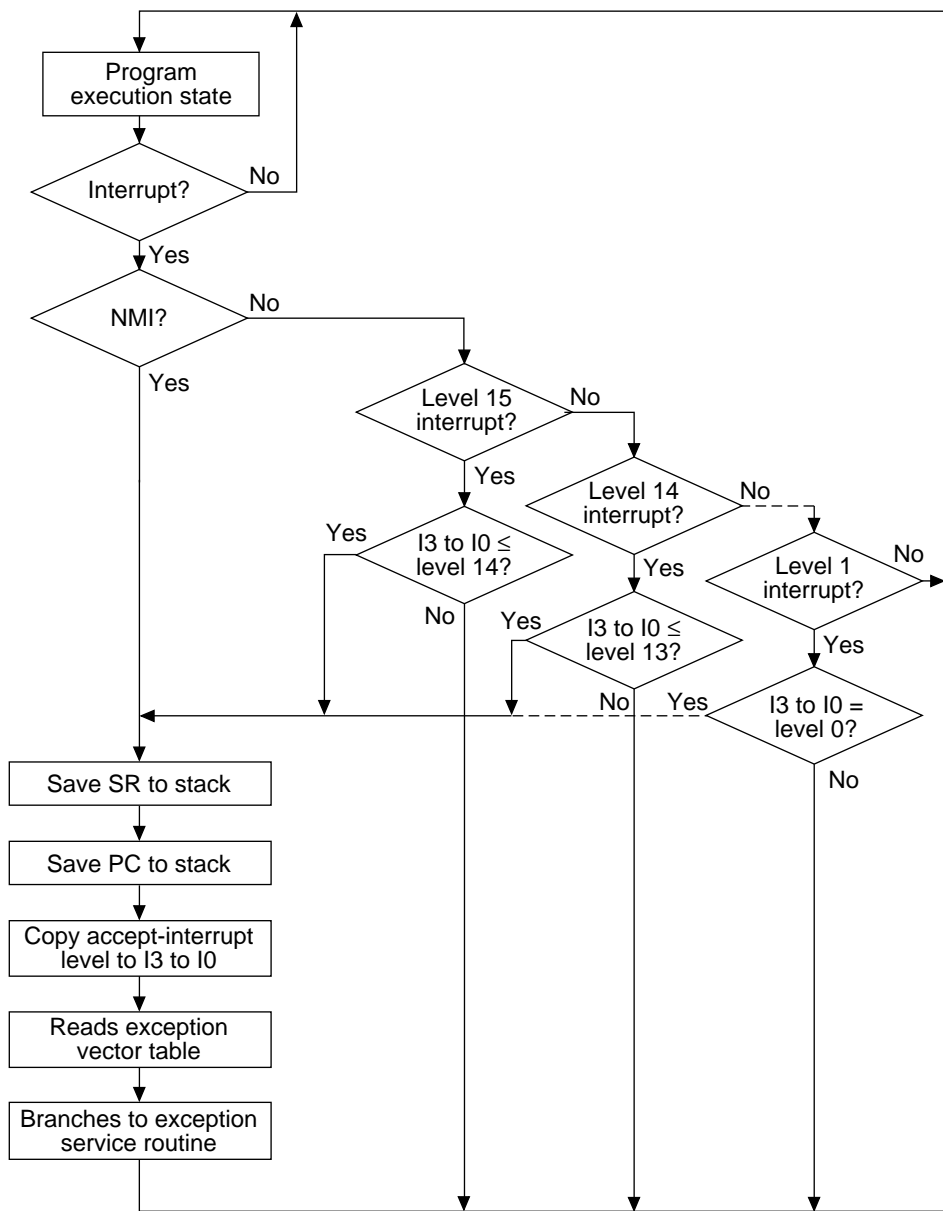 Program
execution state
Interrupt?
No
Yes
NMI?
No
Yes
Level 15
interrupt?
No
Yes
Level 14
interrupt?
No
Yes
I3 to I0 ≤
level 14?
Yes
No
Level 1
interrupt?
No
Yes
I3 to I0 ≤
level 13?
Yes
No
I3 to I0 =
level 0?
Yes
No
Save SR to stack
Save PC to stack
Copy accept-interrupt
level to I3 to I0
Reads exception
vector table
Branches to exception
service routine